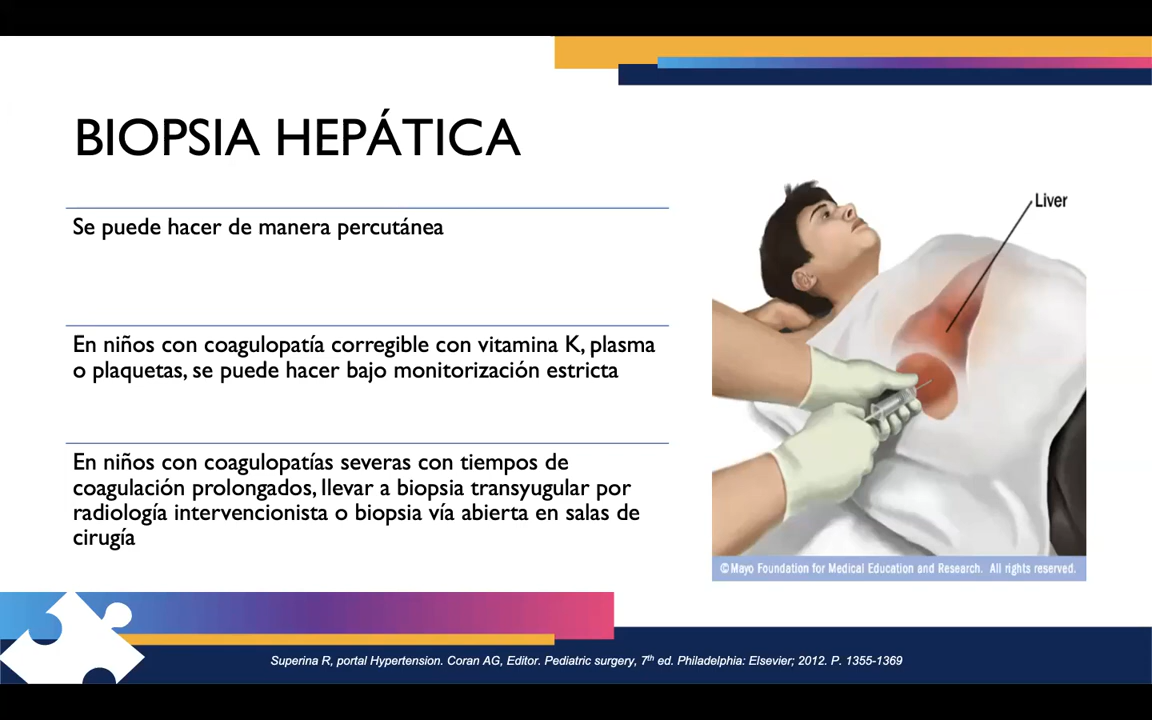 BIOPSIA HEPÁTICA
Se puede hacer de manera percutánea
En niños con coagulopatía corregible con vitamina K, plasma
o plaquetas, se puede hacer bajo monitorización estricta
En niños con coagulopatías severas con tiempos de
coagulación prolongados, llevar a biopsia transyugular por
radiología intervencionista o biopsia vía abierta en salas de
cirugía
Liver
©Mayo Foundation for Medical Education and Research. All rights reserved.
Superina R, portal Hypertension. Coran AG, Editor. Pediatric surgery, 7th ed. Philadelphia: Elsevier; 2012. P. 1355-1369